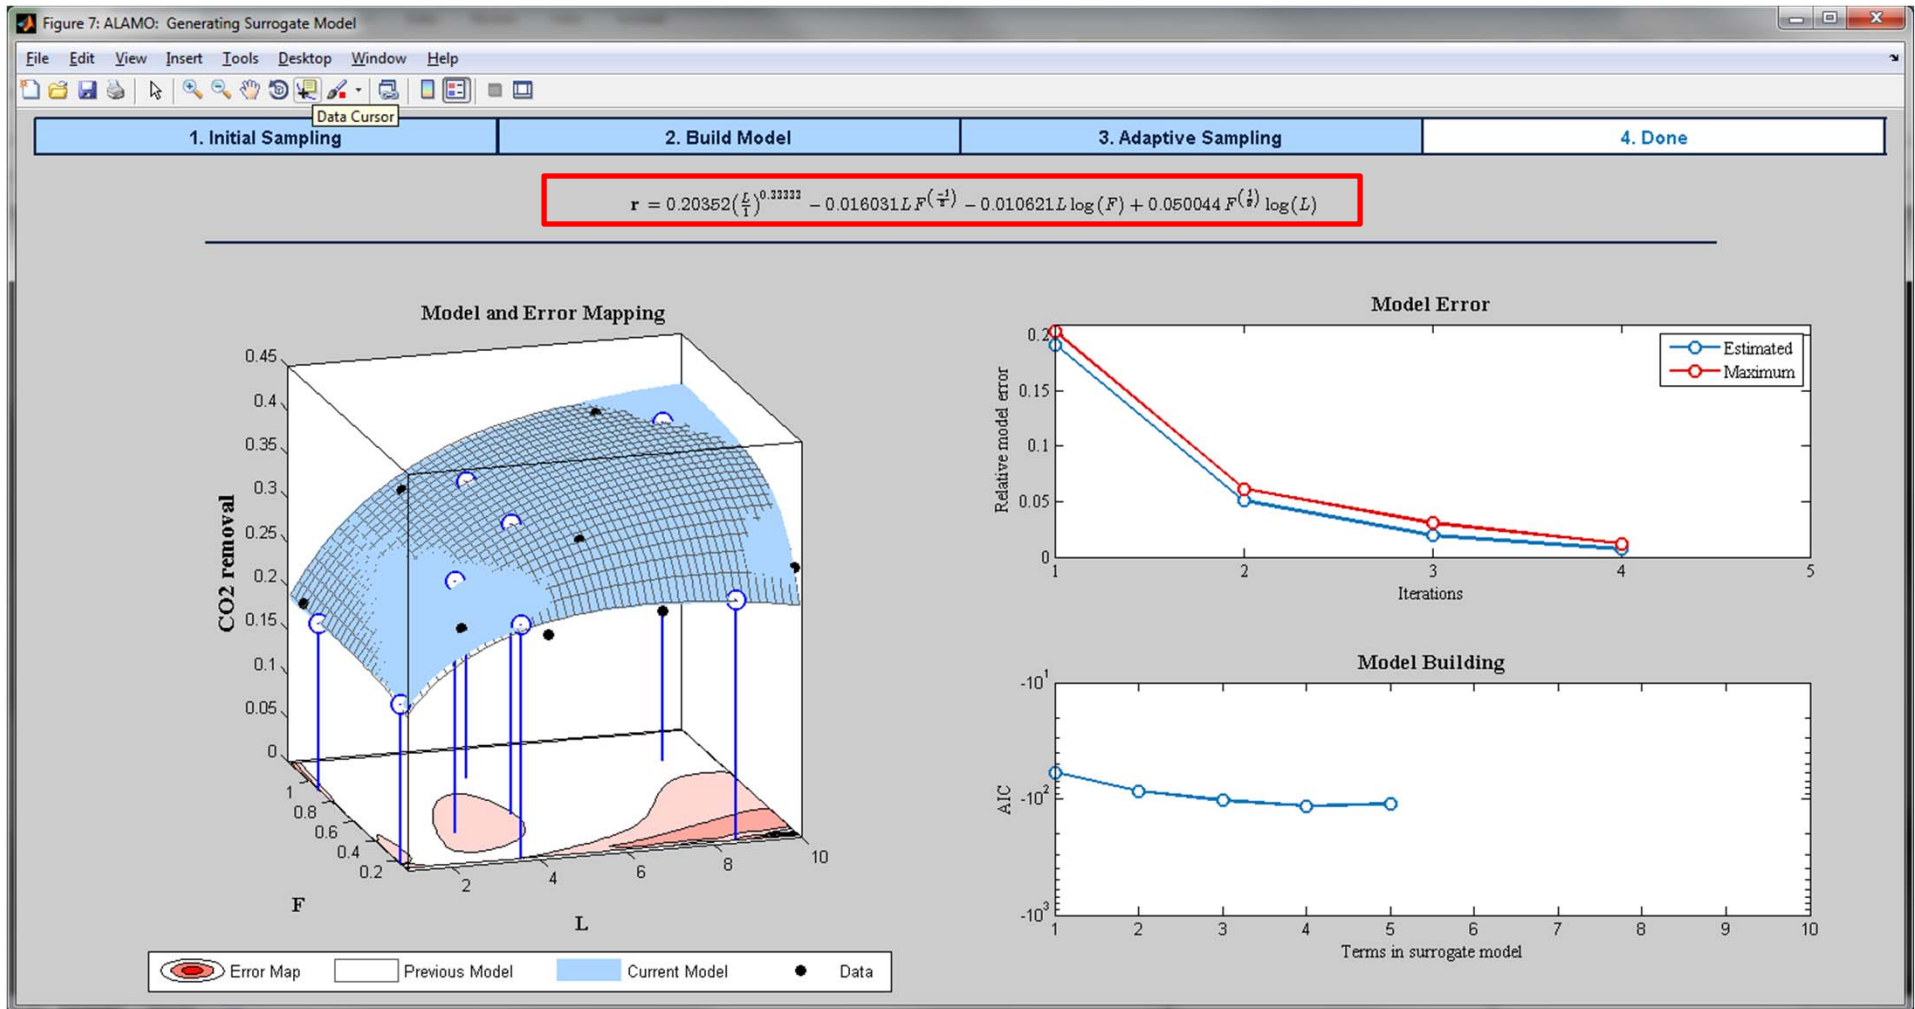 Figure 7: ALAMO: Generating Surrogate Model
File Edit View Insert Tools Desktop Window Help
Data Cursor
1. Initial Sampling 2. Build Model 3. Adaptive Sampling 4. Done
r = 0.20352(L/1)^0.33333 − 0.016031 L F − 0.010621 L log(F) + 0.050044 F log(L)
Model and Error Mapping
0.45
0.4
0.35
0.3
0.25
0.2
0.15
0.1
0.05
0
CO2 removal
1
0.8
0.6
0.4
0.2
F
2 4 6 8 10
L
Error Map Previous Model Current Model Data
Model Error
0.2
0.15
0.1
0.05
0
Relative model error
Estimated
Maximum
1 2 3 4 5
Iterations
Model Building
-10^1
-10^2
-10^3
AIC
1 2 3 4 5 6 7 8 9 10
Terms in surrogate model